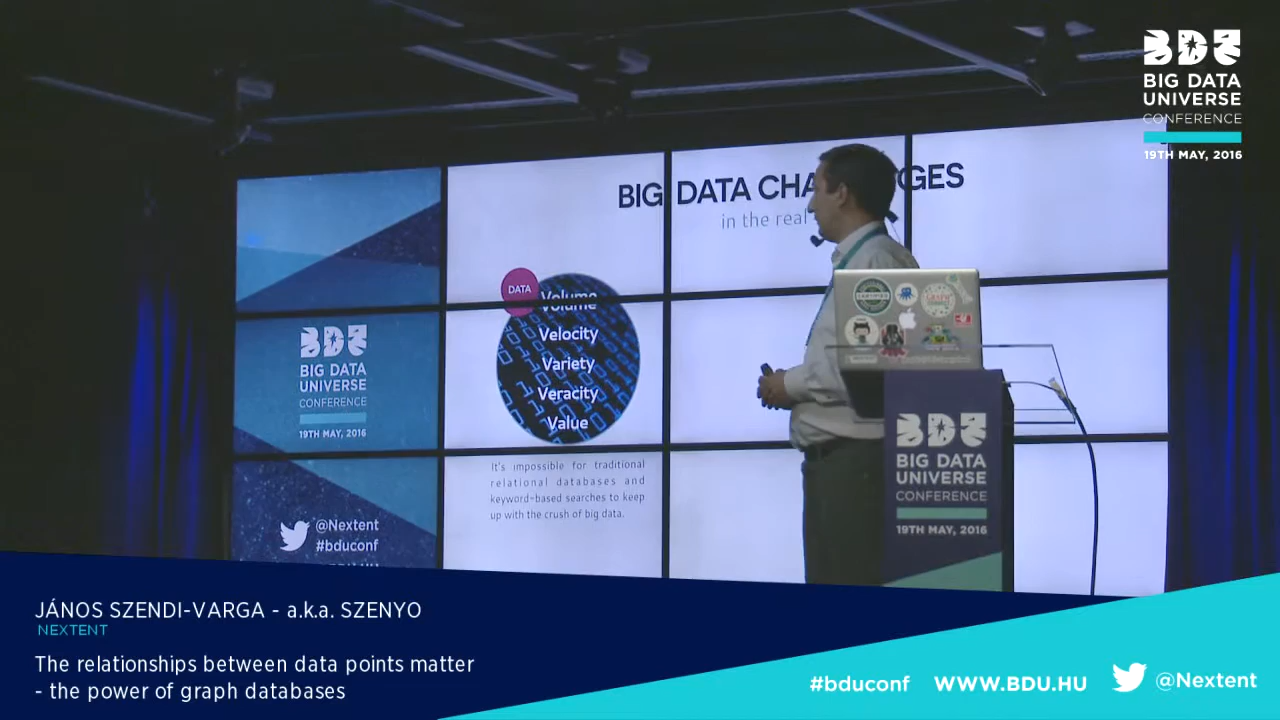 BDU
BIG DATA
UNIVERSE
CONFERENCE
19TH MAY, 2016
BIG DATA CHA GES
in the real
DATA
Volume
Velocity
Variety
Veracity
Value
It's impossible for traditional
relational databases and
keyword-based searches to keep
up with the crush of big data.
BDU
BIG DATA
UNIVERSE
CONFERENCE
19TH MAY, 2016
@Nextent
#bduconf
BDU
BIG DATA
UNIVERSE
CONFERENCE
19TH MAY, 2016
JÁNOS SZENDI-VARGA - a.k.a. SZENYO
NEXTENT
The relationships between data points matter
- the power of graph databases
#bduconf WWW.BDU.HU @Nextent